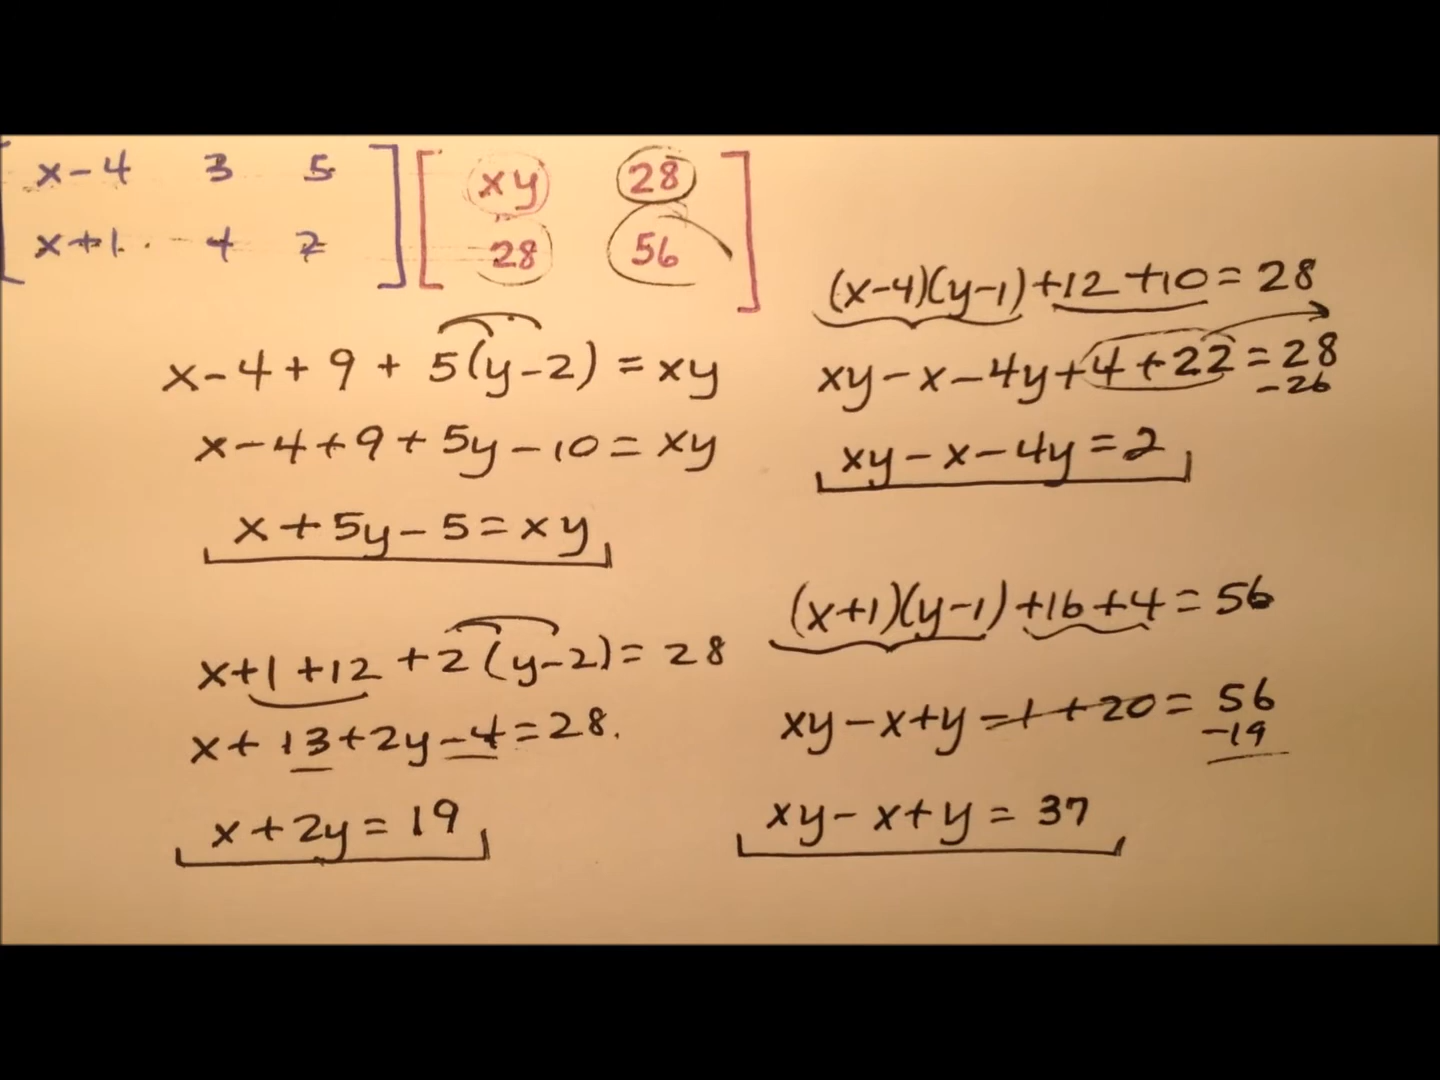 x-4 3 5 xy 28
x+1 4 2 28 56
x-4+9+5(y-2)=xy
x-4+9+5y-10=xy
x+5y-5=xy
x+1+12+2(y-2)=28
x+13+2y-4=28.
x+2y=19
(x-4)(y-1)+12+10=28
xy-x-4y+4+22=28
-26
xy-x-4y=2
(x+1)(y-1)+16+4=56
xy-x+y-1+20=56
-19
xy-x+y=37